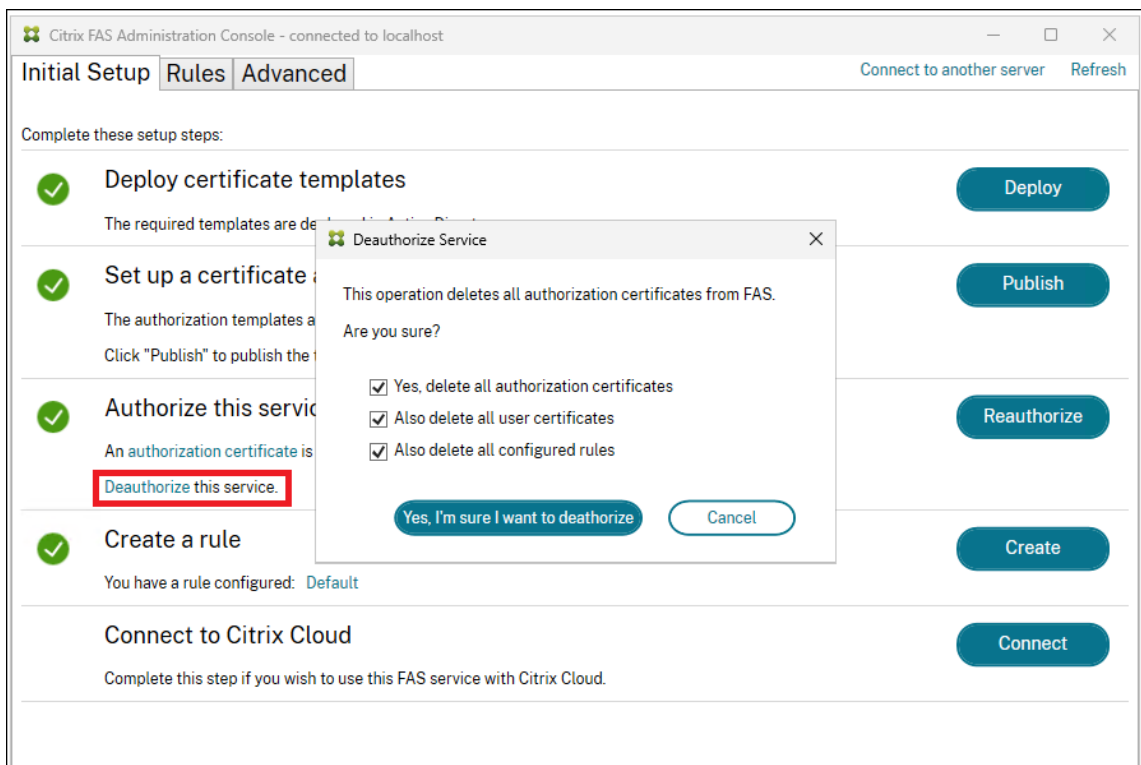 Citrix FAS Administration Console - connected to localhost
Initial Setup Rules Advanced Connect to another server Refresh
Complete these setup steps:
Deploy certificate templates
Deploy
The required templates are
Deauthorize Service
Set up a certificate
Publish
This operation deletes all authorization certificates from FAS.
The authorization templates
Are you sure?
Click "Publish" to publish the
Yes, delete all authorization certificates
Authorize this
Reauthorize
Also delete all user certificates
An authorization certificate is
Also delete all configured rules
Deauthorize this service.
Yes, I'm sure I want to deathorize Cancel
Create a rule
Create
You have a rule configured: Default
Connect to Citrix Cloud
Connect
Complete this step if you wish to use this FAS service with Citrix Cloud.